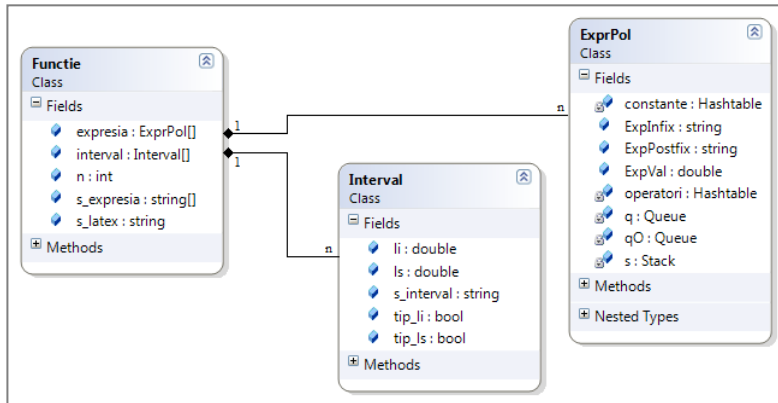 Functie
Class
Fields
expresia : ExprPol[]
interval : Interval[]
n : int
s_expresia : string[]
s_latex : string
Methods
1
1
n
n
Interval
Class
Fields
li : double
ls : double
s_interval : string
tip_li : bool
tip_ls : bool
Methods
ExprPol
Class
Fields
constante : Hashtable
ExpInfix : string
ExpPostfix : string
ExpVal : double
operatori : Hashtable
q : Queue
qO : Queue
s : Stack
Methods
Nested Types